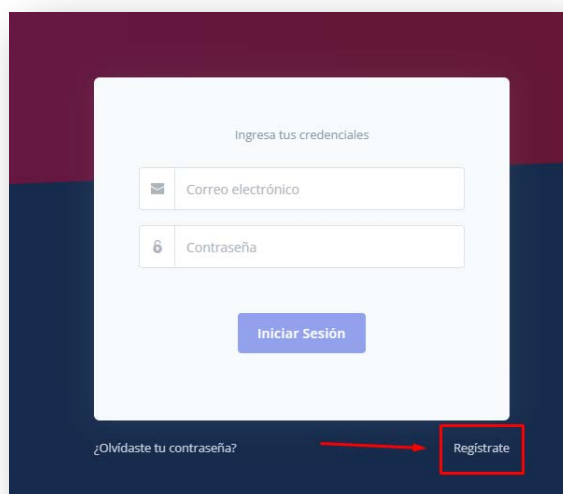 Ingresa tus credenciales
Correo electrónico
Contraseña
Iniciar Sesión
¿Olvídaste tu contraseña? Regístrate